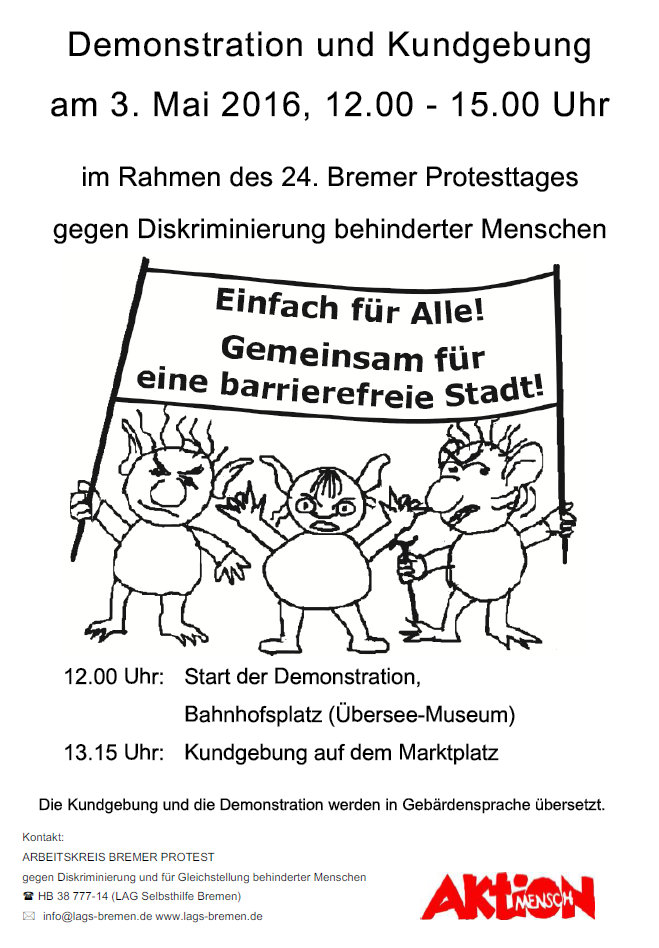 Demonstration und Kundgebung
am 3. Mai 2016, 12.00 - 15.00 Uhr
im Rahmen des 24. Bremer Protesttages
gegen Diskriminierung behinderter Menschen
Einfach für Alle!
Gemeinsam für
eine barrierefreie Stadt!
12.00 Uhr: Start der Demonstration,
Bahnhofsplatz (Übersee-Museum)
13.15 Uhr: Kundgebung auf dem Marktplatz
Die Kundgebung und die Demonstration werden in Gebärdensprache übersetzt.
Kontakt:
ARBEITSKREIS BREMER PROTEST
gegen Diskriminierung und für Gleichstellung behinderter Menschen
☎ HB 38 777-14 (LAG Selbsthilfe Bremen)
✉ info@lags-bremen.de www.lags-bremen.de
AKTION
MENSCH